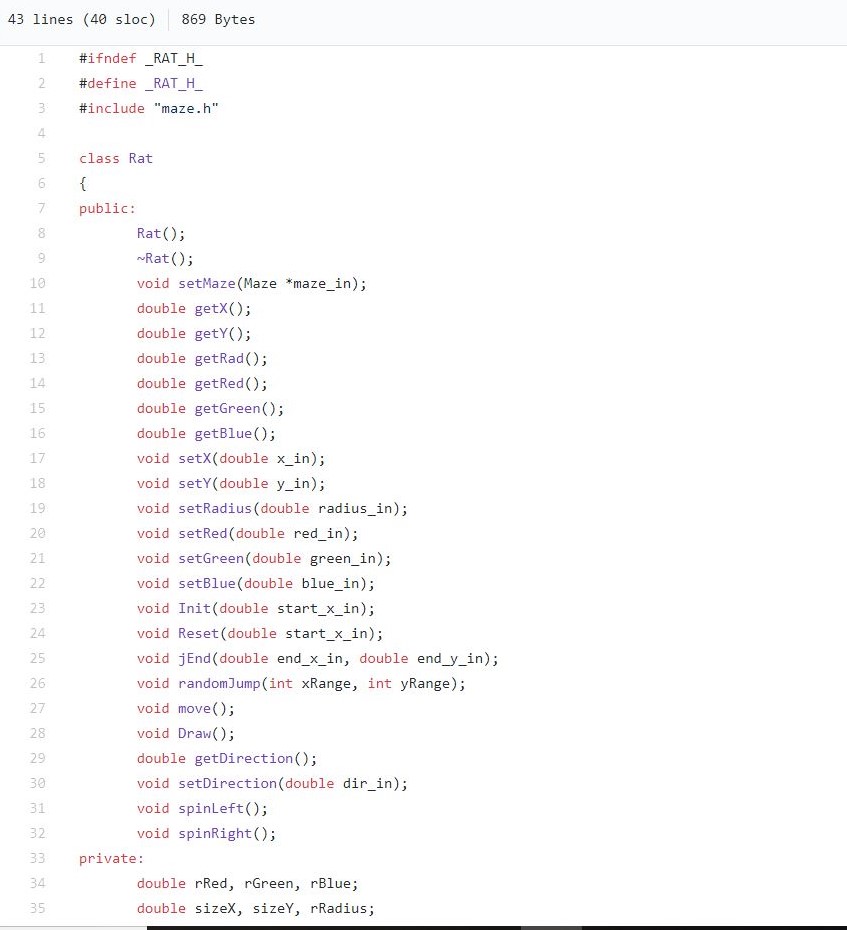 43 lines (40 sloc) 869 Bytes
1 #ifndef _RAT_H_
2 #define _RAT_H_
3 #include "maze.h"
4
5 class Rat
6 {
7 public:
8 Rat();
9 ~Rat();
10 void setMaze(Maze *maze_in);
11 double getX();
12 double getY();
13 double getRad();
14 double getRed();
15 double getGreen();
16 double getBlue();
17 void setX(double x_in);
18 void setY(double y_in);
19 void setRadius(double radius_in);
20 void setRed(double red_in);
21 void setGreen(double green_in);
22 void setBlue(double blue_in);
23 void Init(double start_x_in);
24 void Reset(double start_x_in);
25 void jEnd(double end_x_in, double end_y_in);
26 void randomJump(int xRange, int yRange);
27 void move();
28 void Draw();
29 double getDirection();
30 void setDirection(double dir_in);
31 void spinLeft();
32 void spinRight();
33 private:
34 double rRed, rGreen, rBlue;
35 double sizeX, sizeY, rRadius;